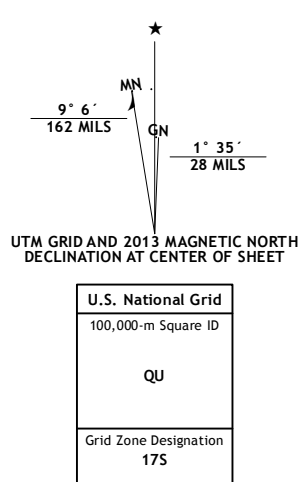 ★
MN
9° 6´
162 MILS
GN
1° 35´
28 MILS
UTM GRID AND 2013 MAGNETIC NORTH
DECLINATION AT CENTER OF SHEET
U.S. National Grid
100,000-m Square ID
QU
Grid Zone Designation
17S